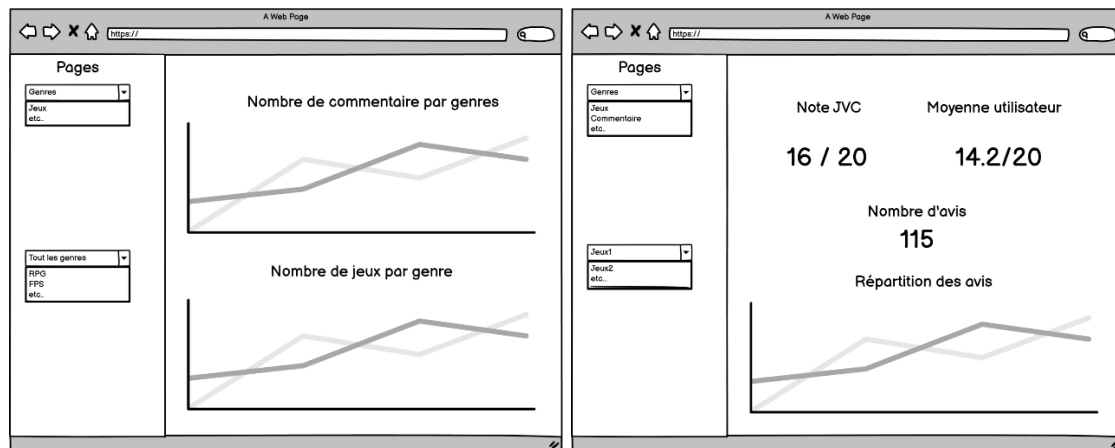 A Web Page
https://
Pages
Genres
Jeux
etc..
Tout les genres
RPG
FPS
etc..
Nombre de commentaire par genres
Nombre de jeux par genre
A Web Page
https://
Pages
Genres
Jeux
Commentaire
etc..
Jeux1
Jeux2
etc..
Note JVC
Moyenne utilisateur
16 / 20
14.2/20
Nombre d'avis
115
Répartition des avis